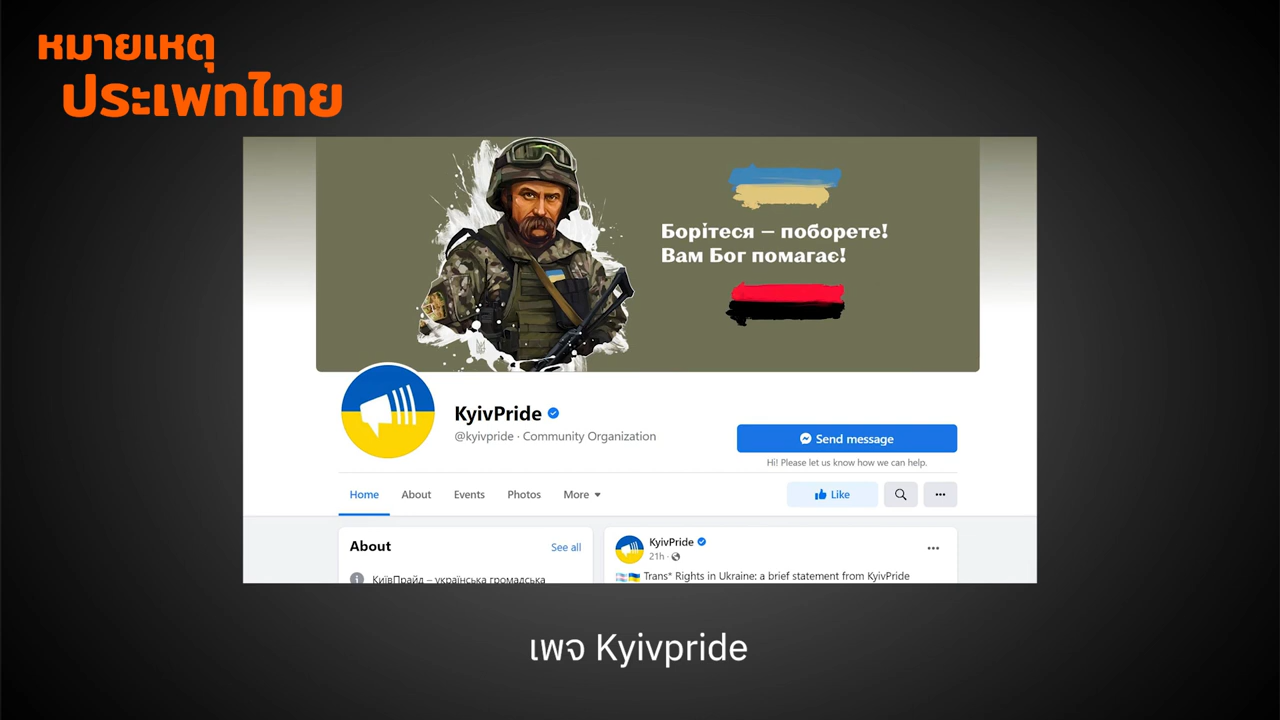 หมายเหตุ
ประเพทไทย
Борітеся – поборете!
Вам Бог помагає!
KyivPride
@kyivpride · Community Organization
Send message
Hi! Please let us know how we can help.
Home About Events Photos More
Like
About
See all
КиївПрайд – українська громадська
KyivPride
21h ·
Trans* Rights in Ukraine: a brief statement from KyivPride
เพจ Kyivpride